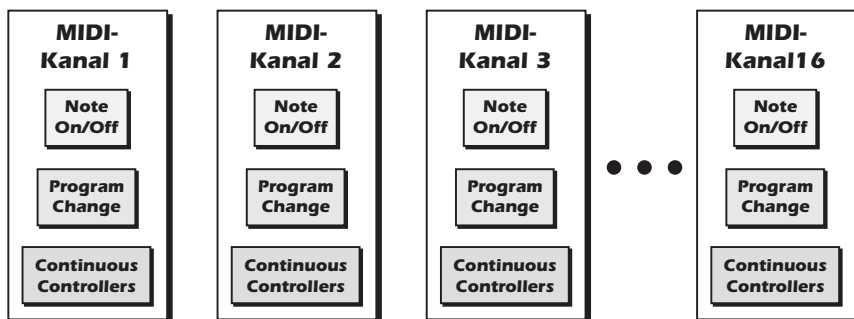 MIDI-
Kanal 1
Note
On/Off
Program
Change
Continuous
Controllers
MIDI-
Kanal 2
Note
On/Off
Program
Change
Continuous
Controllers
MIDI-
Kanal 3
Note
On/Off
Program
Change
Continuous
Controllers
MIDI-
Kanal16
Note
On/Off
Program
Change
Continuous
Controllers